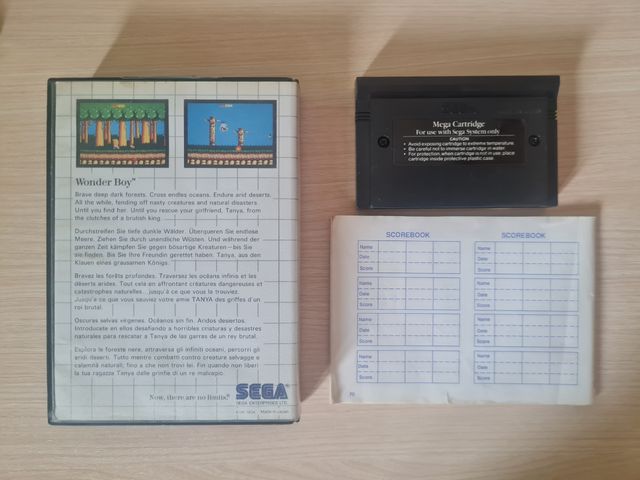 Wonder Boy™
Brave deep dark forests. Cross endles oceans. Endure arid deserts.
All the while, fending off nasty creatures and natural disasters.
Until you find her. Until you rescue your girlfriend, Tanya, from
the clutches of a brutish king.
Durchstreifen Sie tiefe dunkle Wälder. Überqueren Sie endlose
Meere. Ziehen Sie durch unendliche Wüsten. Und während der
ganzen Zeit kämpfen Sie gegen bösartige Kreaturen—bis Sie
sie finden. Bis Sie Ihre Freundin gerettet haben. Tanya, aus den
Klauen eines grausamen Königs.
Bravez les forêts profondes. Traversez les océans infinis et les
déserts arides. Tout cela en affrontant créatures dangereuses et
catastrophes naturelles...jusqu'à ce que vous la trouviez.
Jusqu'à ce que vous sauviez votre amie TANYA des griffes d'un
roi brutal.
Oscuras selvas vírgenes. Océanos sin fin. Aridos desertos.
Introducete en ellos desafiando a horribles criaturas y desastres
naturales para rescatar a Tanya de las garras de un rey brutal.
Esplora le foreste nere, attraversa gli infiniti oceani, percorri gli
aridi deserti. Tutto mentre combatti contro creature selvagge e
calamità naturali; fino a che non trovi lei. Fin quando non liberi
la tua ragazza Tanya dalle grinfie di un re malvagio.
Now, there are no limits.®
SEGA®
SEGA ENTERPRISES LTD.
Made in Japan
Mega Cartridge
For use with Sega System only
CAUTION
• Avoid exposing cartridge to extreme temperature.
• Be careful not to immerse cartridge in water.
• For protection, when cartridge is not in use, place
cartridge inside protective plastic case.
SCOREBOOK
Name
Date
Score
Name
Date
Score
Name
Date
Score
Name
Date
Score
SCOREBOOK
Name
Date
Score
Name
Date
Score
Name
Date
Score
Name
Date
Score